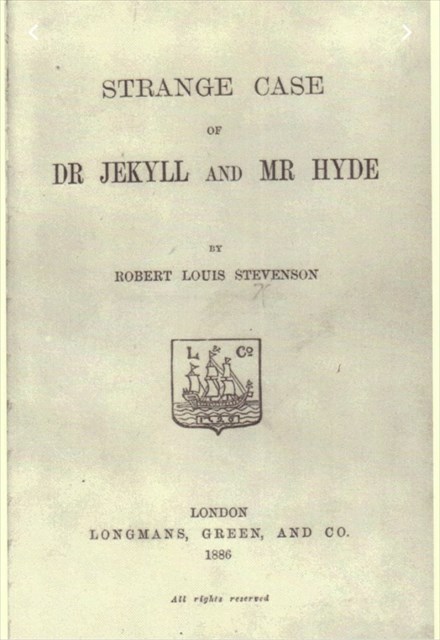 STRANGE CASE
OF
DR JEKYLL AND MR HYDE
BY
ROBERT LOUIS STEVENSON
L Co
LONDON
LONGMANS, GREEN, AND CO.
1886
All rights reserved